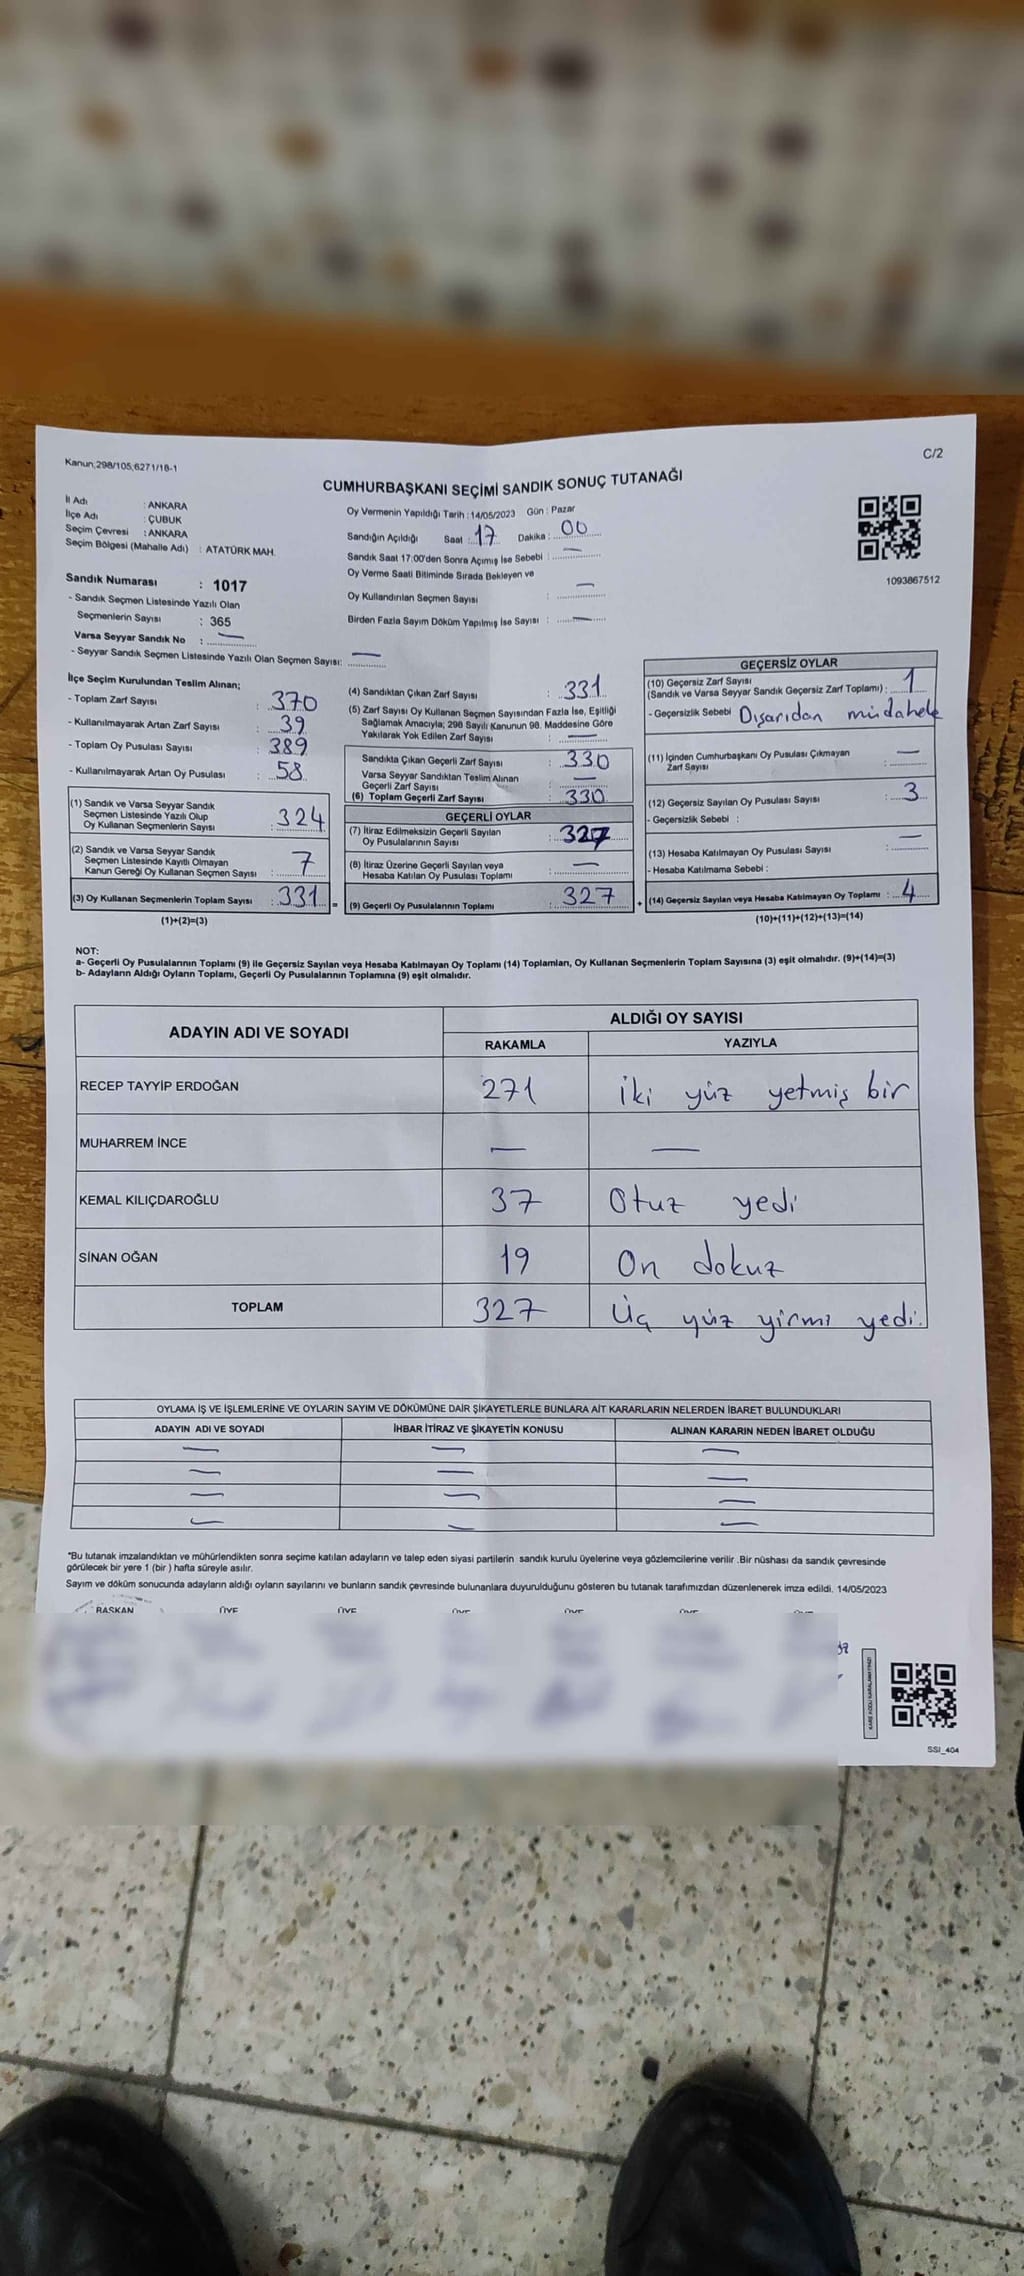 Kanun;298/105,6271/18-1
C/2
CUMHURBAŞKANI SEÇİMİ SANDIK SONUÇ TUTANAĞI
İl Adı : ANKARA
İlçe Adı : ÇUBUK
Seçim Çevresi : ANKARA
Seçim Bölgesi (Mahalle Adı) : ATATÜRK MAH.
Sandık Numarası : 1017
- Sandık Seçmen Listesinde Yazılı Olan
Seçmenlerin Sayısı : 365
Varsa Seyyar Sandık No : —
- Seyyar Sandık Seçmen Listesinde Yazılı Olan Seçmen Sayısı: —
Oy Vermenin Yapıldığı Tarih : 14/05/2023 Gün : Pazar
Sandığın Açıldığı Saat : 17 Dakika : 00
Sandık Saat 17.00'den Sonra Açımış İse Sebebi : —
Oy Verme Saati Bitiminde Sırada Bekleyen ve
Oy Kullandırılan Seçmen Sayısı : —
Birden Fazla Sayım Döküm Yapılmış İse Sayısı : —
1093867512
İlçe Seçim Kurulundan Teslim Alınan;
- Toplam Zarf Sayısı : 370
- Kullanılmayarak Artan Zarf Sayısı : 39
- Toplam Oy Pusulası Sayısı : 389
- Kullanılmayarak Artan Oy Pusulası : 58
(1) Sandık ve Varsa Seyyar Sandık
Seçmen Listesinde Yazılı Olup
Oy Kullanan Seçmenlerin Sayısı : 324
(2) Sandık ve Varsa Seyyar Sandık
Seçmen Listesinde Kayıtlı Olmayan
Kanun Gereği Oy Kullanan Seçmen Sayısı : 7
(3) Oy Kullanan Seçmenlerin Toplam Sayısı : 331 =
(1)+(2)=(3)
(4) Sandıktan Çıkan Zarf Sayısı : 331
(5) Zarf Sayısı Oy Kullanan Seçmen Sayısından Fazla İse, Eşitliği
Sağlamak Amacıyla; 298 Sayılı Kanunun 98. Maddesine Göre
Yakılarak Yok Edilen Zarf Sayısı : —
Sandıkta Çıkan Geçerli Zarf Sayısı : 330
Varsa Seyyar Sandıktan Teslim Alınan
Geçerli Zarf Sayısı : —
(6) Toplam Geçerli Zarf Sayısı : 330
GEÇERLİ OYLAR
(7) İtiraz Edilmeksizin Geçerli Sayılan
Oy Pusulalarının Sayısı : 327
(8) İtiraz Üzerine Geçerli Sayılan veya
Hesaba Katılan Oy Pusulası Toplamı : —
(9) Geçerli Oy Pusulalarının Toplamı : 327 +
GEÇERSİZ OYLAR
(10) Geçersiz Zarf Sayısı
(Sandık ve Varsa Seyyar Sandık Geçersiz Zarf Toplamı) : 1
- Geçersizlik Sebebi Dışarıdan müdahele
(11) İçinden Cumhurbaşkanı Oy Pusulası Çıkmayan
Zarf Sayısı : —
(12) Geçersiz Sayılan Oy Pusulası Sayısı : 3
- Geçersizlik Sebebi :
(13) Hesaba Katılmayan Oy Pusulası Sayısı : —
- Hesaba Katılmama Sebebi :
(14) Geçersiz Sayılan veya Hesaba Katılmayan Oy Toplamı : 4
(10)+(11)+(12)+(13)=(14)
NOT:
a- Geçerli Oy Pusulalarının Toplamı (9) ile Geçersiz Sayılan veya Hesaba Katılmayan Oy Toplamı (14) Toplamları, Oy Kullanan Seçmenlerin Toplam Sayısına (3) eşit olmalıdır. (9)+(14)=(3)
b- Adayların Aldığı Oyların Toplamı, Geçerli Oy Pusulalarının Toplamına (9) eşit olmalıdır.
ADAYIN ADI VE SOYADI ALDIĞI OY SAYISI
RAKAMLA YAZIYLA
RECEP TAYYİP ERDOĞAN 271 iki yüz yetmiş bir
MUHARREM İNCE — —
KEMAL KILIÇDAROĞLU 37 Otuz yedi
SİNAN OĞAN 19 On dokuz
TOPLAM 327 Üç yüz yirmi yedi.
OYLAMA İŞ VE İŞLEMLERİNE VE OYLARIN SAYIM VE DÖKÜMÜNE DAİR ŞİKAYETLERLE BUNLARA AİT KARARLARIN NELERDEN İBARET BULUNDUKLARI
ADAYIN ADI VE SOYADI İHBAR İTİRAZ VE ŞİKAYETİN KONUSU ALINAN KARARIN NEDEN İBARET OLDUĞU
— — —
— — —
— — —
— — —
"Bu tutanak imzalandıktan ve mühürlendikten sonra seçime katılan adayların ve talep eden siyasi partilerin sandık kurulu üyelerine veya gözlemcilerine verilir .Bir nüshası da sandık çevresinde
görülecek bir yere 1 (bir ) hafta süreyle asılır.
Sayım ve döküm sonucunda adayların aldığı oyların sayılarını ve bunların sandık çevresinde bulunanlara duyurulduğunu gösteren bu tutanak tarafımızdan düzenlenerek imza edildi. 14/05/2023
BAŞKAN ÜYE ÜYE ÜYE ÜYE ÜYE
KARE KODU KARALAMAYINIZ!
SSI_404